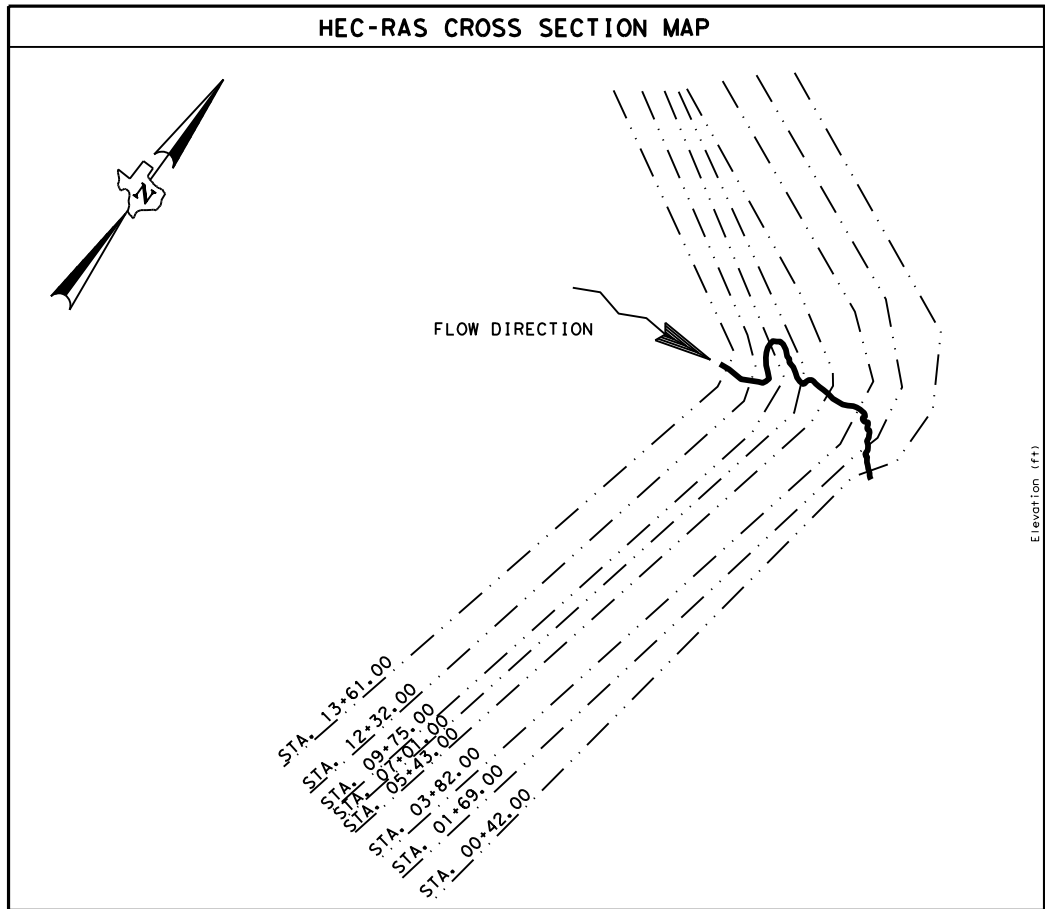 HEC-RAS CROSS SECTION MAP
N
FLOW DIRECTION
Elevation (ft)
STA. 13+61.00
STA. 12+32.00
STA. 09+75.00
STA. 07+01.00
STA. 05+43.00
STA. 03+82.00
STA. 01+69.00
STA. 00+42.00